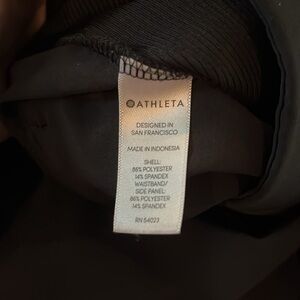 ATHLETA
DESIGNED IN
SAN FRANCISCO
MADE IN INDONESIA
SHELL:
86% POLYESTER
14% SPANDEX
WAISTBAND/
SIDE PANEL:
86% POLYESTER
14% SPANDEX
RN 54023